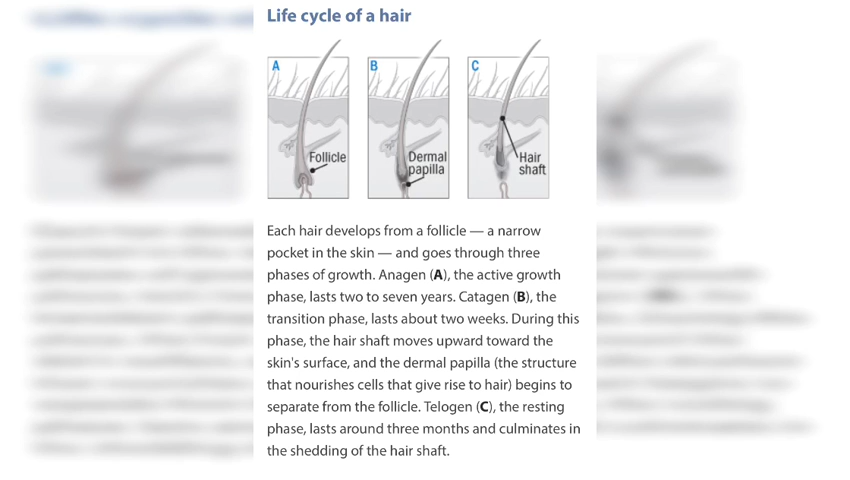 Life cycle of a hair
A
B
C
Follicle
Dermal
papilla
Hair
shaft
Each hair develops from a follicle — a narrow
pocket in the skin — and goes through three
phases of growth. Anagen (A), the active growth
phase, lasts two to seven years. Catagen (B), the
transition phase, lasts about two weeks. During this
phase, the hair shaft moves upward toward the
skin's surface, and the dermal papilla (the structure
that nourishes cells that give rise to hair) begins to
separate from the follicle. Telogen (C), the resting
phase, lasts around three months and culminates in
the shedding of the hair shaft.